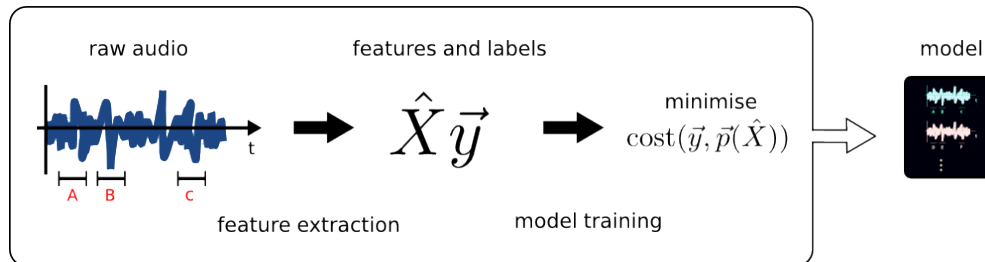 raw audio
features and labels
model
minimise
X̂ y⃗
cost(y⃗, p⃗(X̂))
t
A B c
feature extraction
model training